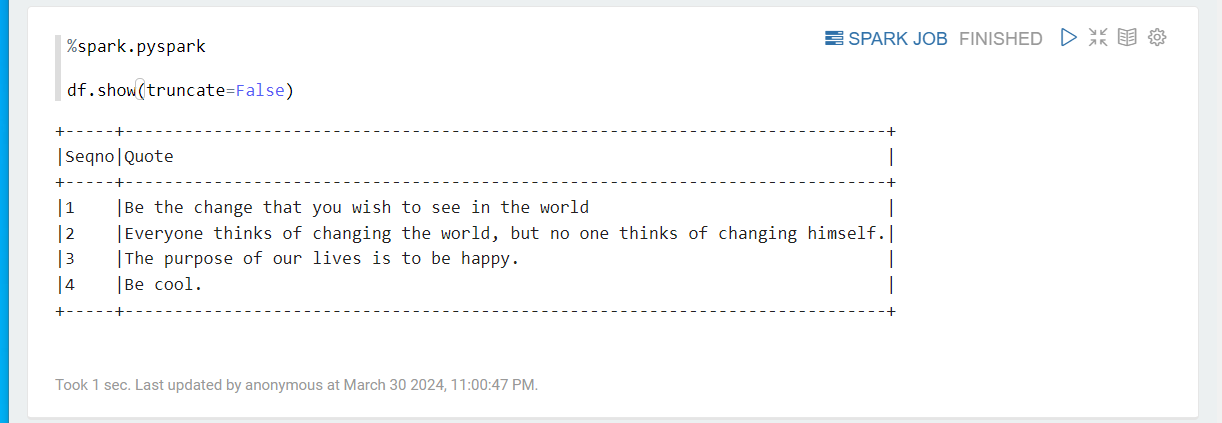 %spark.pyspark
SPARK JOB FINISHED
df.show(truncate=False)
+-----+-----------------------------------------------------------------------------+
|Seqno|Quote                                                                        |
+-----+-----------------------------------------------------------------------------+
|1    |Be the change that you wish to see in the world                              |
|2    |Everyone thinks of changing the world, but no one thinks of changing himself.|
|3    |The purpose of our lives is to be happy.                                     |
|4    |Be cool.                                                                     |
+-----+-----------------------------------------------------------------------------+
Took 1 sec. Last updated by anonymous at March 30 2024, 11:00:47 PM.